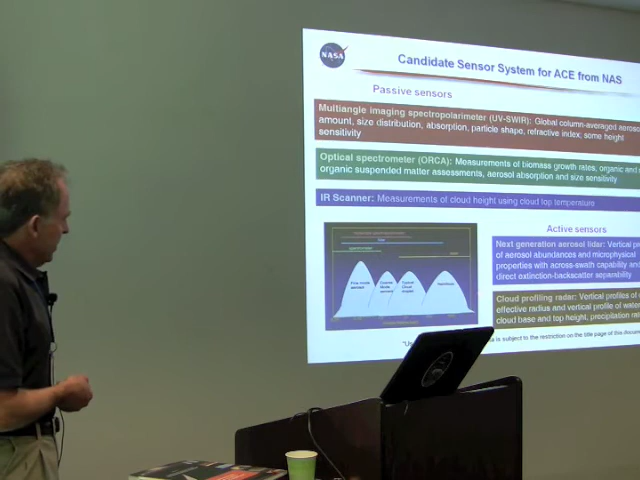 NASA
Candidate Sensor System for ACE from NAS
Passive sensors
Multiangle imaging spectropolarimeter (UV-SWIR): Global column-averaged aeros
amount, size distribution, absorption, particle shape, refractive index; some height
sensitivity
Optical spectrometer (ORCA): Measurements of biomass growth rates, organic and
organic suspended matter assessments, aerosol absorption and size sensitivity
IR Scanner: Measurements of cloud height using cloud top temperature
Active sensors
Next generation aerosol lidar: Vertical pr
of aerosol abundances and microphysical
properties with across-swath capability and
direct extinction-backscatter separability
Cloud profiling radar: Vertical profiles of
effective radius and vertical profile of water
cloud base and top height, precipitation rat
Fine mode
aerosol
is subject to the restriction on the title page of this docum